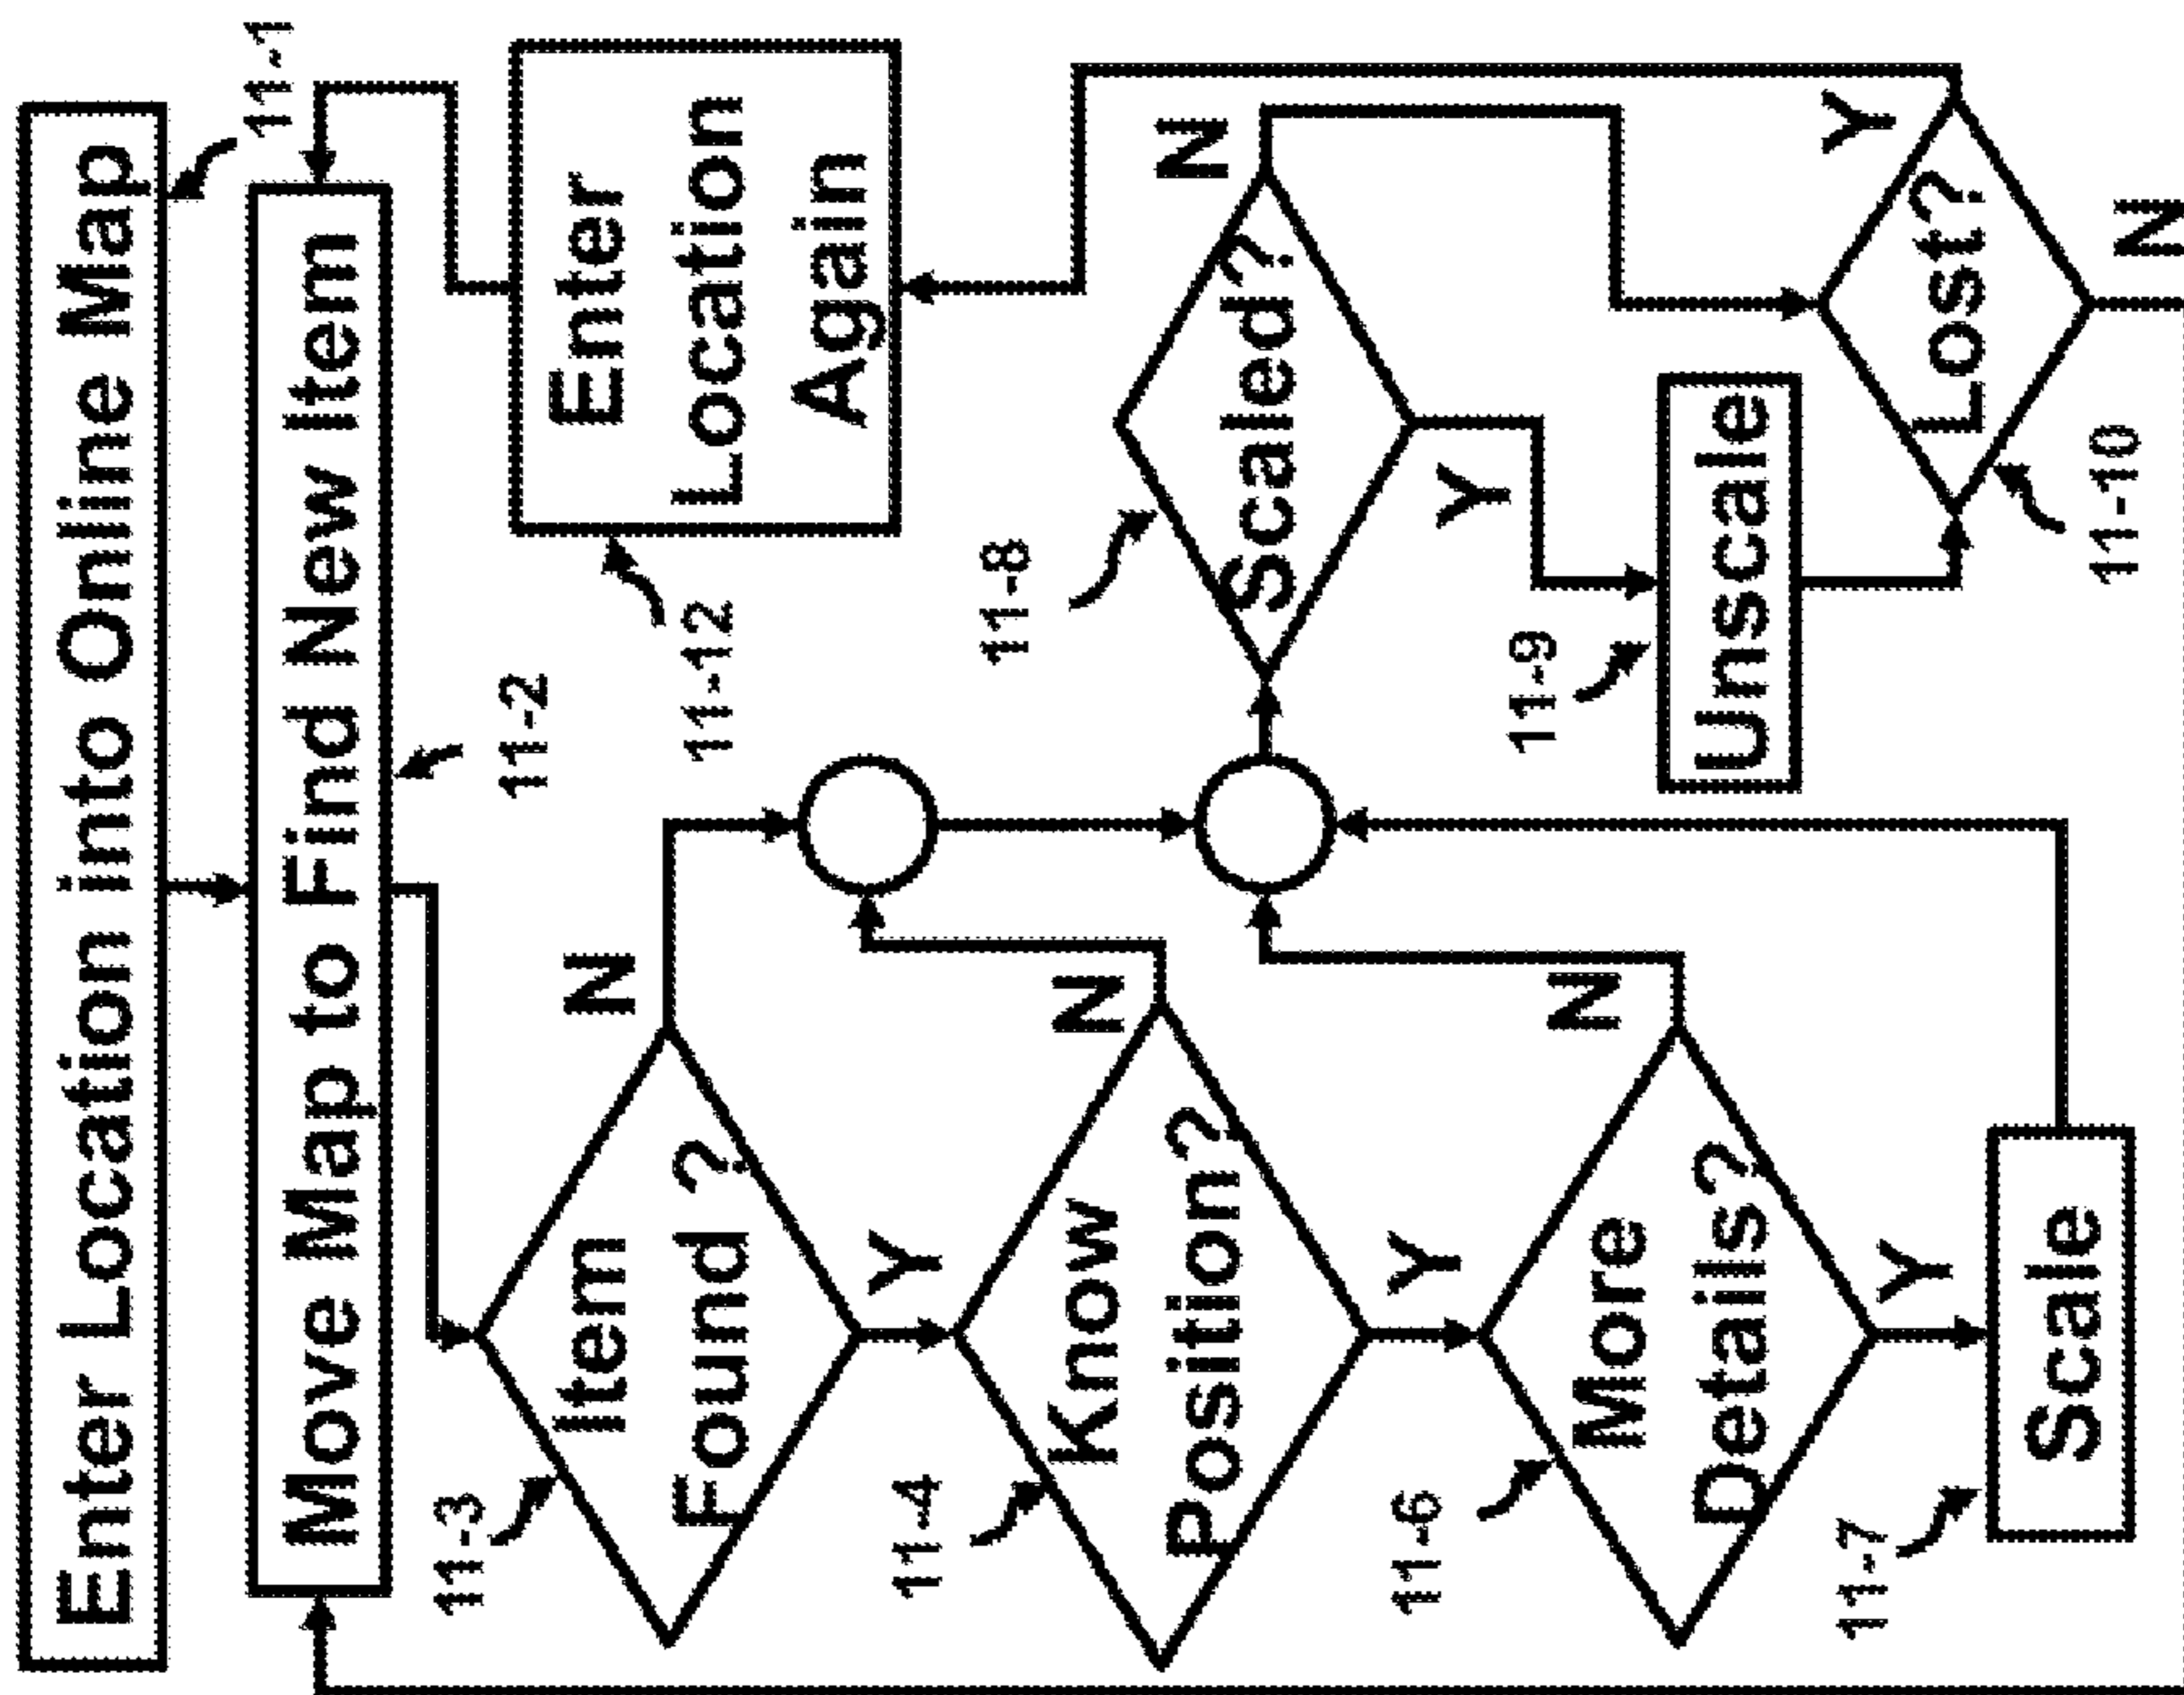 Enter Location into Online Map
11-1
Move Map to Find New Item
11-2
Item
Found ?
11-3
N
Y
Know
Position?
11-4
N
Y
More
Details?
11-6
N
Y
Scale
11-7
Enter
Location
Again
11-12
Scaled?
11-8
N
Y
Unscale
11-9
Lost?
11-10
Y
N